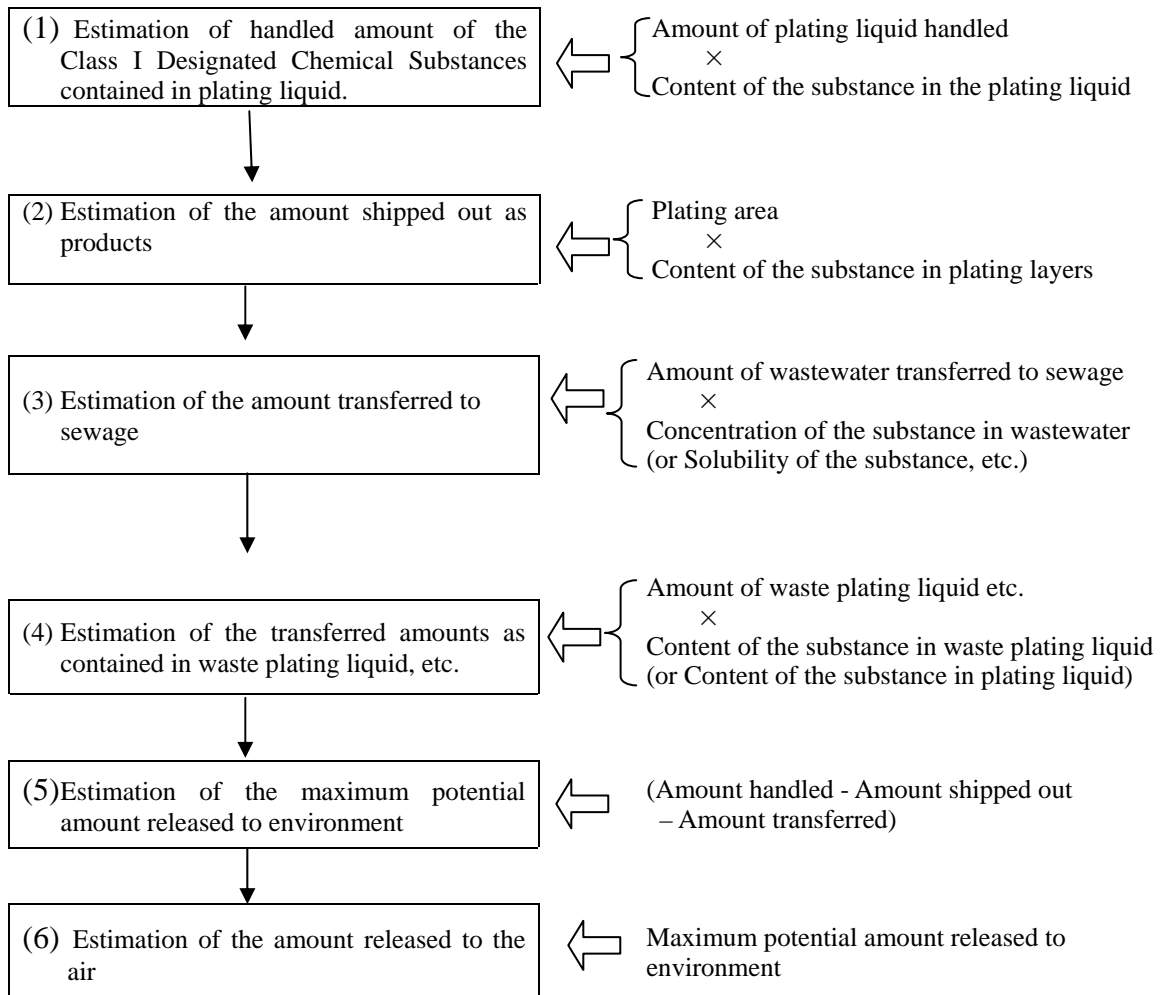 (1) Estimation of handled amount of the
Class I Designated Chemical Substances
contained in plating liquid.
Amount of plating liquid handled
×
Content of the substance in the plating liquid
(2) Estimation of the amount shipped out as
products
Plating area
×
Content of the substance in plating layers
(3) Estimation of the amount transferred to
sewage
Amount of wastewater transferred to sewage
×
Concentration of the substance in wastewater
(or Solubility of the substance, etc.)
(4) Estimation of the transferred amounts as
contained in waste plating liquid, etc.
Amount of waste plating liquid etc.
×
Content of the substance in waste plating liquid
(or Content of the substance in plating liquid)
(5)Estimation of the maximum potential
amount released to environment
(Amount handled - Amount shipped out
– Amount transferred)
(6) Estimation of the amount released to the
air
Maximum potential amount released to
environment